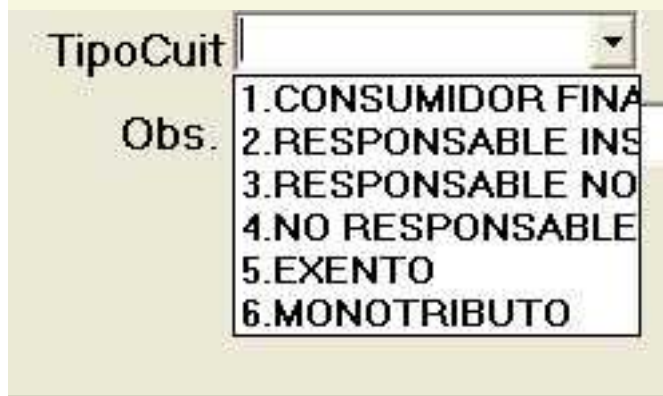 TipoCuit
1.CONSUMIDOR FINA
Obs.
2.RESPONSABLE INS
3.RESPONSABLE NO
4.NO RESPONSABLE
5.EXENTO
6.MONOTRIBUTO